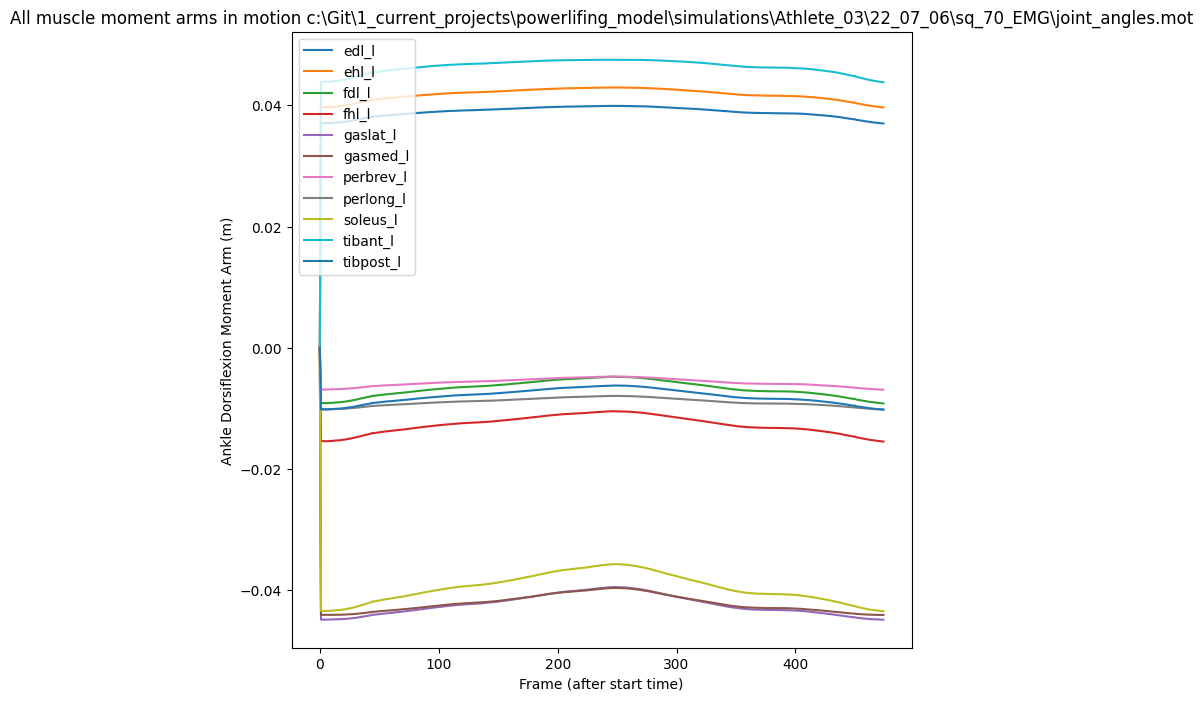 All muscle moment arms in motion c:\Git\1_current_projects\powerlifing_model\simulations\Athlete_03\22_07_06\sq_70_EMG\joint_angles.mot
edl_l
ehl_l
fdl_l
fhl_l
gaslat_l
gasmed_l
perbrev_l
perlong_l
soleus_l
tibant_l
tibpost_l
0.04
0.02
0.00
−0.02
−0.04
Ankle Dorsiflexion Moment Arm (m)
0 100 200 300 400
Frame (after start time)